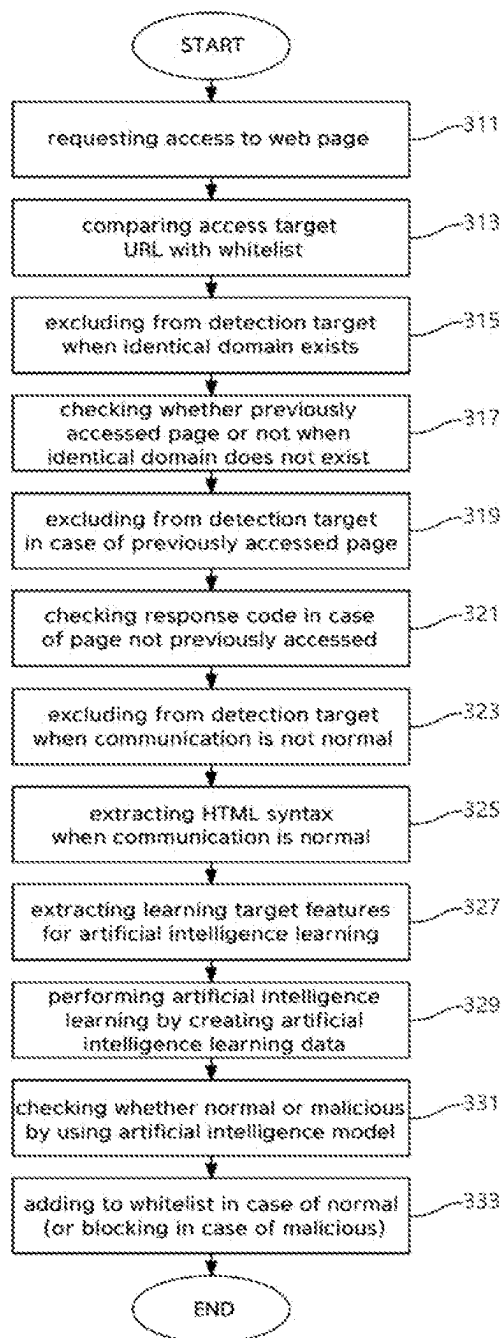 START
requesting access to web page
311
comparing access target
URL with whitelist
313
excluding from detection target
when identical domain exists
315
checking whether previously
accessed page or not when
identical domain does not exist
317
excluding from detection target
in case of previously accessed page
319
checking response code in case
of page not previously accessed
321
excluding from detection target
when communication is not normal
323
extracting HTML syntax
when communication is normal
325
extracting learning target features
for artificial intelligence learning
327
performing artificial intelligence
learning by creating artificial
intelligence learning data
329
checking whether normal or malicious
by using artificial intelligence model
331
adding to whitelist in case of normal
(or blocking in case of malicious)
333
END